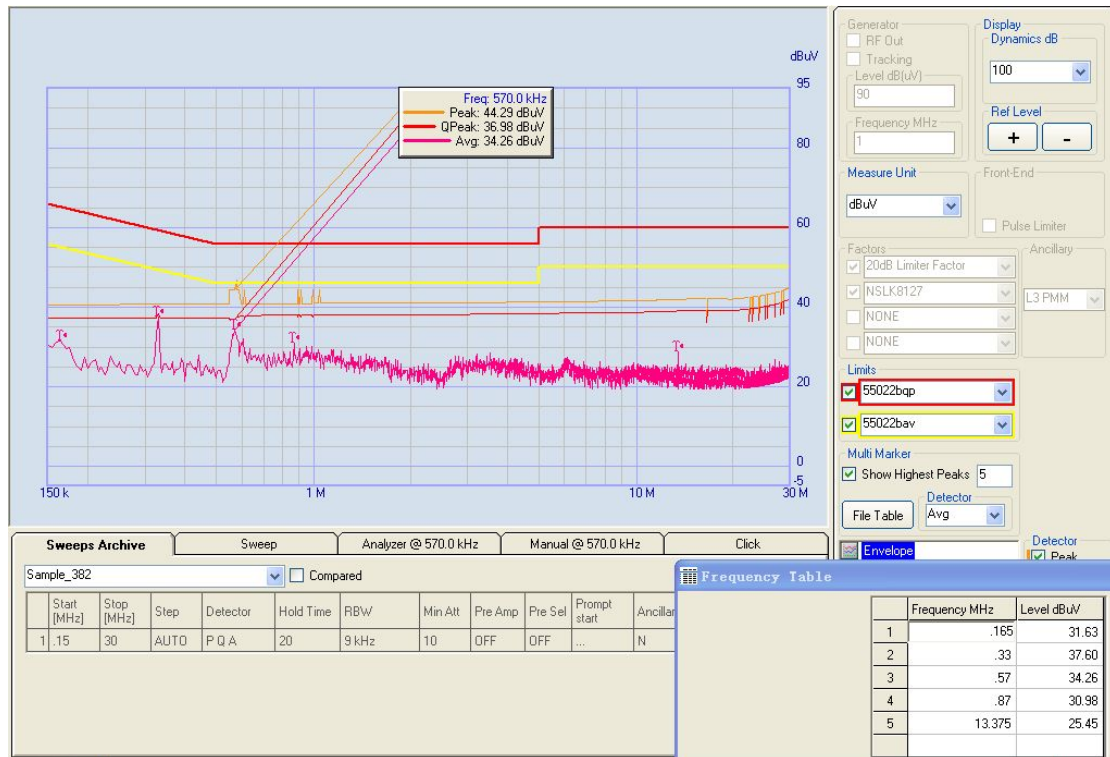 dBuV
95
80
60
40
20
0
-5
150 k
1 M
10 M
30 M
Freq: 570.0 kHz
Peak: 44.29 dBuV
QPeak: 36.98 dBuV
Avg: 34.26 dBuV
Generator
RF Out
Tracking
Level dB(uV)
90
Frequency MHz
1
Display
Dynamics dB
100
Ref Level
+ -
Measure Unit
dBuV
Front-End
Pulse Limiter
Factors
20dB Limiter Factor
NSLK8127
NONE
NONE
Ancillary
L3 PMM
Limits
55022bqp
55022bav
Multi Marker
Show Highest Peaks 5
File Table
Detector
Avg
Envelope
Detector
Peak
Sweeps Archive Sweep Analyzer @ 570.0 kHz Manual @ 570.0 kHz Click
Sample_382 Compared
Start [MHz] Stop [MHz] Step Detector Hold Time RBW Min Att Pre Amp Pre Sel Prompt start Ancillar
1 .15 30 AUTO P Q A 20 9 kHz 10 OFF OFF ... N
Frequency Table
Frequency MHz Level dBuV
1 .165 31.63
2 .33 37.60
3 .57 34.26
4 .87 30.98
5 13.375 25.45